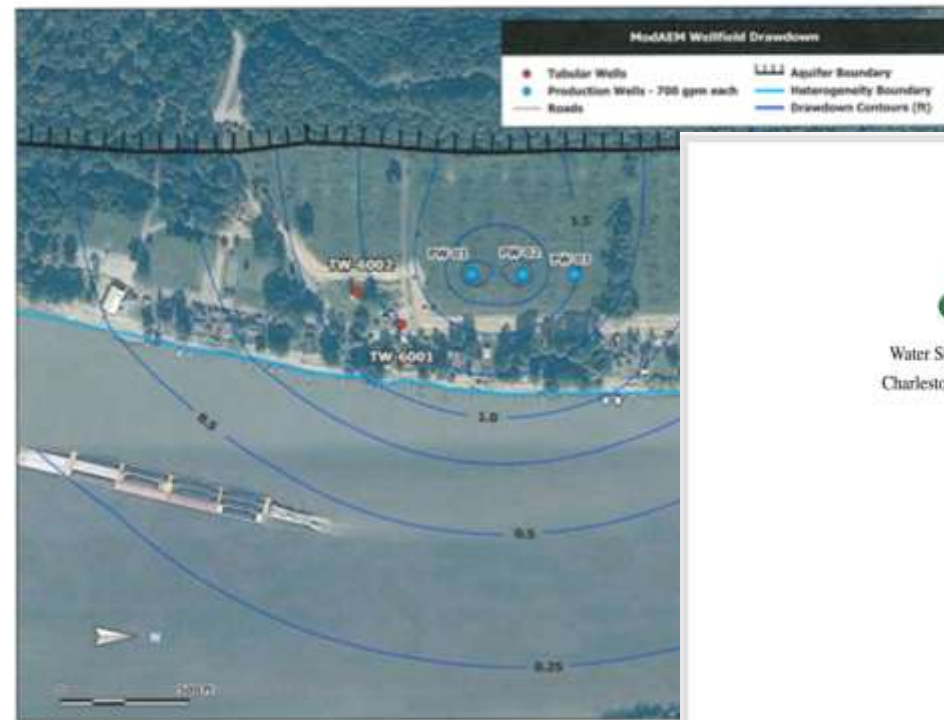 ModAEM Wellfield Drawdown
Tubular Wells
Production Wells - 700 gpm each
Roads
Aquifer Boundary
Heterogeneity Boundary
Drawdown Contours (ft)
1.5
PW-01
PW-02
PW-03
TW-6002
TW-6001
1.0
0.5
0.5
0.25
N
500 Ft
Water S
Charlesto